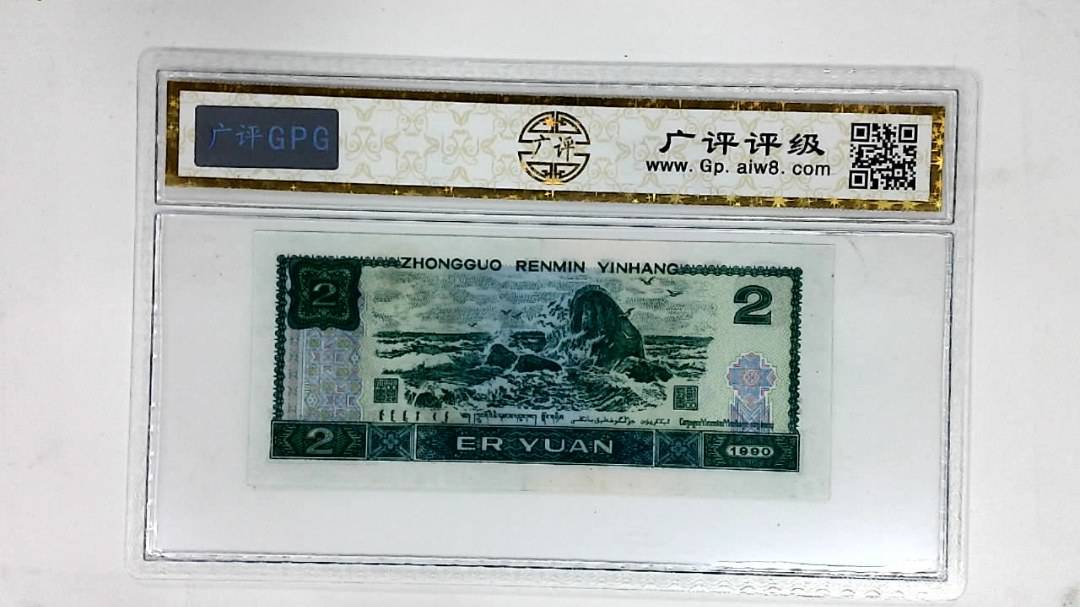 广评GPG
广评
广评评级
www.Gp.aiw8.com
ZHONGGUO RENMIN YINHANG
2
2
2
ER YUAN
1990